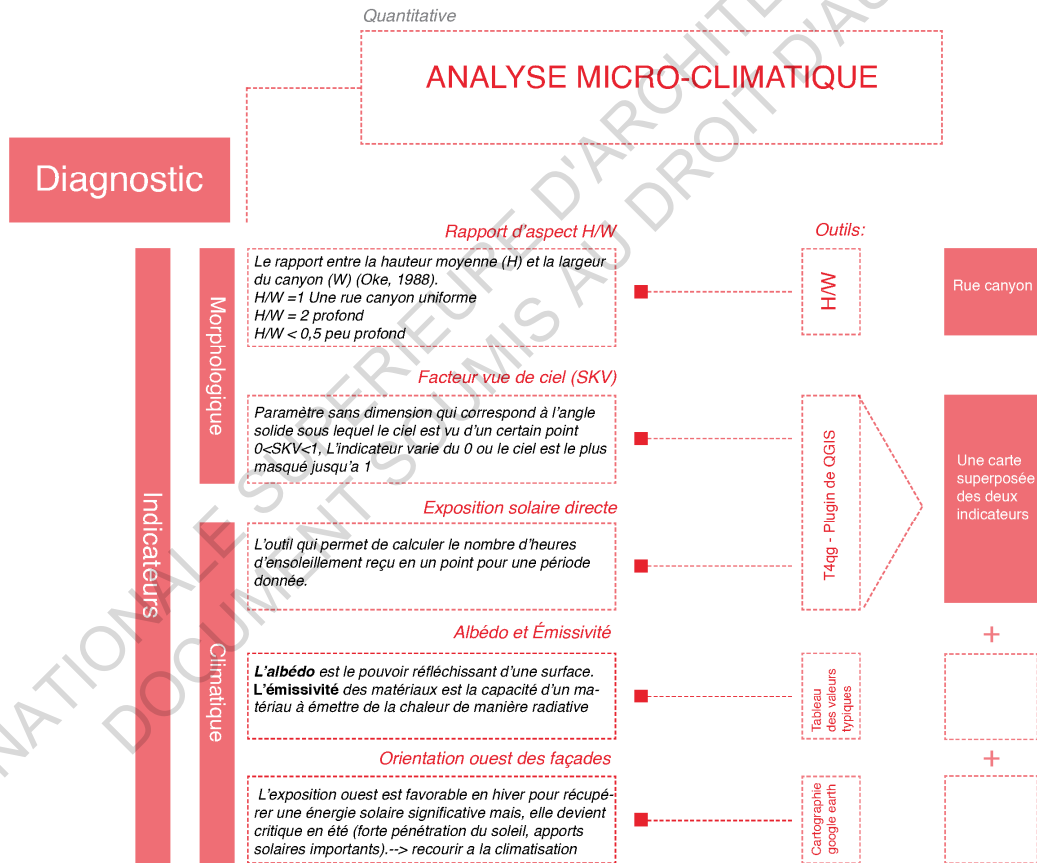 Quantitative
ANALYSE MICRO-CLIMATIQUE
Diagnostic
Indicateurs
Morphologique
Rapport d'aspect H/W
Le rapport entre la hauteur moyenne (H) et la largeur
du canyon (W) (Oke, 1988).
H/W =1 Une rue canyon uniforme
H/W = 2 profond
H/W < 0,5 peu profond
Outils:
H/W
Rue canyon
Facteur vue de ciel (SKV)
Paramètre sans dimension qui correspond à l'angle
solide sous lequel le ciel est vu d'un certain point
0<SKV<1, L'indicateur varie du 0 ou le ciel est le plus
masqué jusqu'a 1
T4qg - Plugin de QGIS
Une carte
superposée
des deux
indicateurs
Climatique
Exposition solaire directe
L'outil qui permet de calculer le nombre d'heures
d'ensoleillement reçu en un point pour une période
donnée.
+
Albédo et Émissivité
L'albédo est le pouvoir réfléchissant d'une surface.
L'émissivité des matériaux est la capacité d'un ma-
tériau à émettre de la chaleur de manière radiative
Tableau
des valeurs
typiques
+
Orientation ouest des façades
L'exposition ouest est favorable en hiver pour récupé-
rer une énergie solaire significative mais, elle devient
critique en été (forte pénétration du soleil, apports
solaires importants).--> recourir a la climatisation
Cartographie
google earth
NATIONALE SUPERIEURE D'ARCHITE
DOCUMENT SOUMIS AU DROIT D'AU